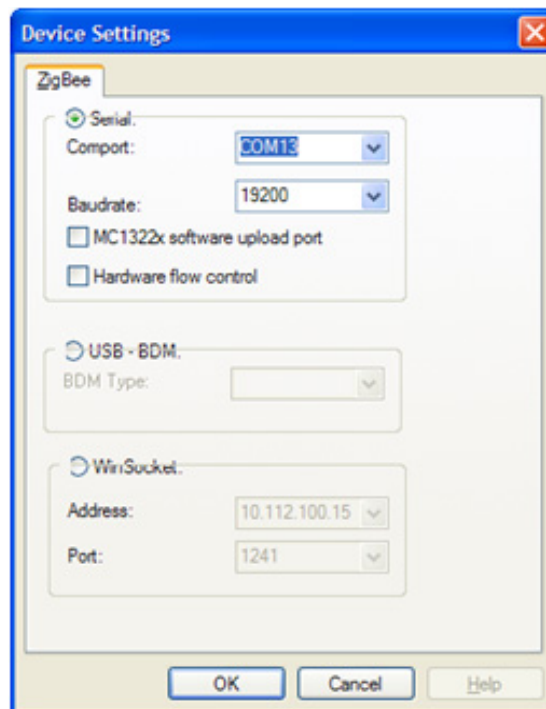 Device Settings
ZigBee
Serial:
Comport: COM13
Baudrate: 19200
MC1322x software upload port
Hardware flow control
USB - BDM:
BDM Type:
WinSocket:
Address: 10.112.100.15
Port: 1241
OK Cancel Help